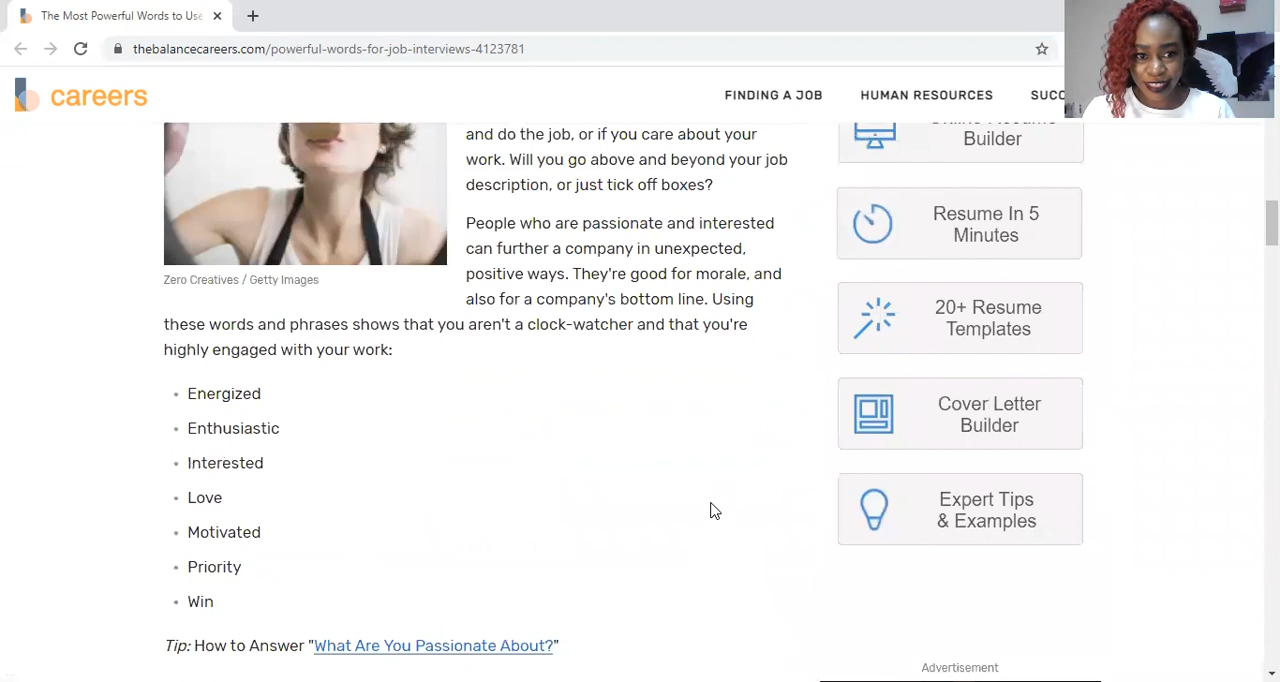 The Most Powerful Words to Use
thebalancecareers.com/powerful-words-for-job-interviews-4123781
careers
FINDING A JOB
HUMAN RESOURCES
SUCC
and do the job, or if you care about your
work. Will you go above and beyond your job
description, or just tick off boxes?
People who are passionate and interested
can further a company in unexpected,
positive ways. They're good for morale, and
also for a company's bottom line. Using
Zero Creatives / Getty Images
these words and phrases shows that you aren't a clock-watcher and that you're
highly engaged with your work:
• Energized
• Enthusiastic
• Interested
• Love
• Motivated
• Priority
• Win
Tip: How to Answer "What Are You Passionate About?"
Online Resume
Builder
Resume In 5
Minutes
20+ Resume
Templates
Cover Letter
Builder
Expert Tips
& Examples
Advertisement